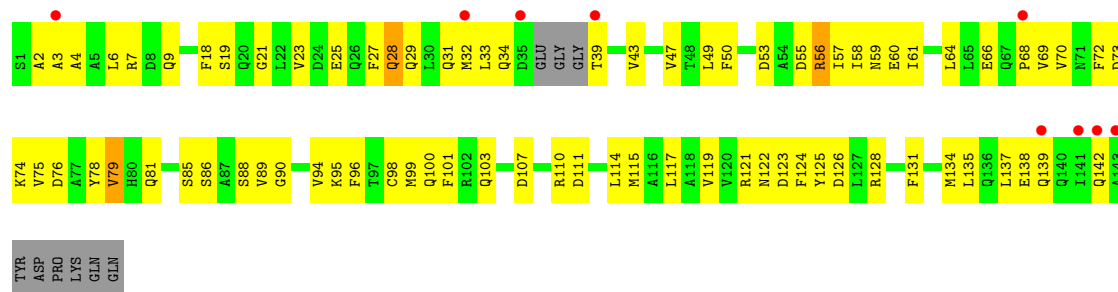 S1 A2 A3 A4 A5 L6 R7 D8 Q9 F18 S19 Q20 G21 L22 V23 D24 E25 Q26 F27 Q28 Q29 L30 Q31 M32 L33 Q34 D35 GLU GLY GLY T39 V43 V47 T48 L49 F50 D53 A54 D55 R56 I57 I58 N59 E60 I61 L64 L65 E66 Q67 P68 V69 V70 N71 F72 D73
K74 V75 D76 A77 Y78 V79 H80 Q81 S85 S86 A87 S88 V89 G90 V94 K95 F96 T97 C98 M99 Q100 F101 R102 Q103 D107 R110 D111 L114 M115 A116 L117 A118 V119 V120 R121 N122 D123 F124 Y125 D126 L127 R128 F131 M134 L135 Q136 L137 E138 Q139 Q140 I141 Q142 A143
TYR ASP PRO LYS GLN GLN